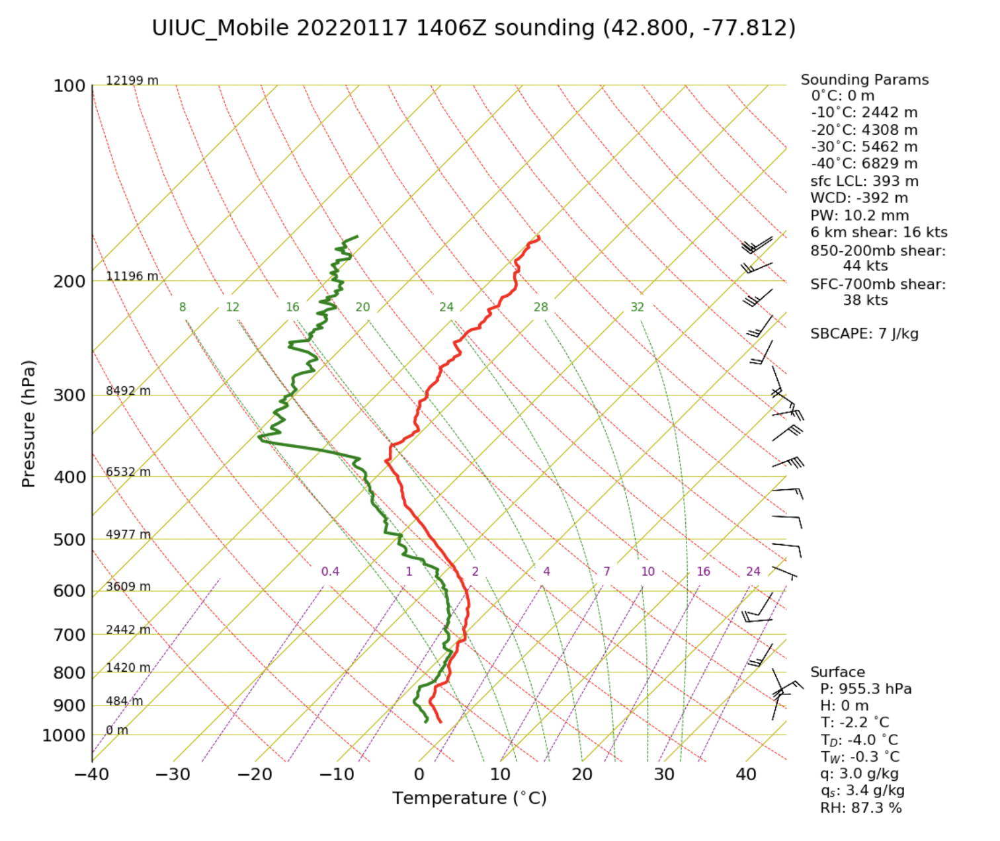 UIUC_Mobile 20220117 1406Z sounding (42.800, -77.812)
Sounding Params
0°C: 0 m
-10°C: 2442 m
-20°C: 4308 m
-30°C: 5462 m
-40°C: 6829 m
sfc LCL: 393 m
WCD: -392 m
PW: 10.2 mm
6 km shear: 16 kts
850-200mb shear:
44 kts
SFC-700mb shear:
38 kts
SBCAPE: 7 J/kg
Pressure (hPa)
100 12199 m
200 11196 m
8 12 16 20 24 28 32
300 8492 m
400 6532 m
500 4977 m
0.4 1 2 4 7 10 16 24
600 3609 m
700 2442 m
800 1420 m
900 484 m
1000 0 m
−40 −30 −20 −10 0 10 20 30 40
Temperature (°C)
Surface
P: 955.3 hPa
H: 0 m
T: -2.2 °C
T_D: -4.0 °C
T_W: -0.3 °C
q: 3.0 g/kg
q_s: 3.4 g/kg
RH: 87.3 %